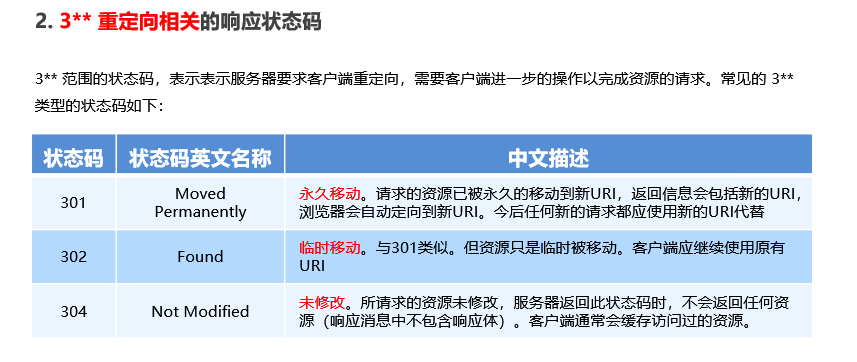 2. 3** 重定向相关的响应状态码
3** 范围的状态码，表示表示服务器要求客户端重定向，需要客户端进一步的操作以完成资源的请求。常见的 3**
类型的状态码如下：
状态码 状态码英文名称 中文描述
301 Moved Permanently 永久移动。请求的资源已被永久的移动到新URI，返回信息会包括新的URI，
浏览器会自动定向到新URI。今后任何新的请求都应使用新的URI代替
302 Found 临时移动。与301类似。但资源只是临时被移动。客户端应继续使用原有
URI
304 Not Modified 未修改。所请求的资源未修改，服务器返回此状态码时，不会返回任何资
源（响应消息中不包含响应体）。客户端通常会缓存访问过的资源。